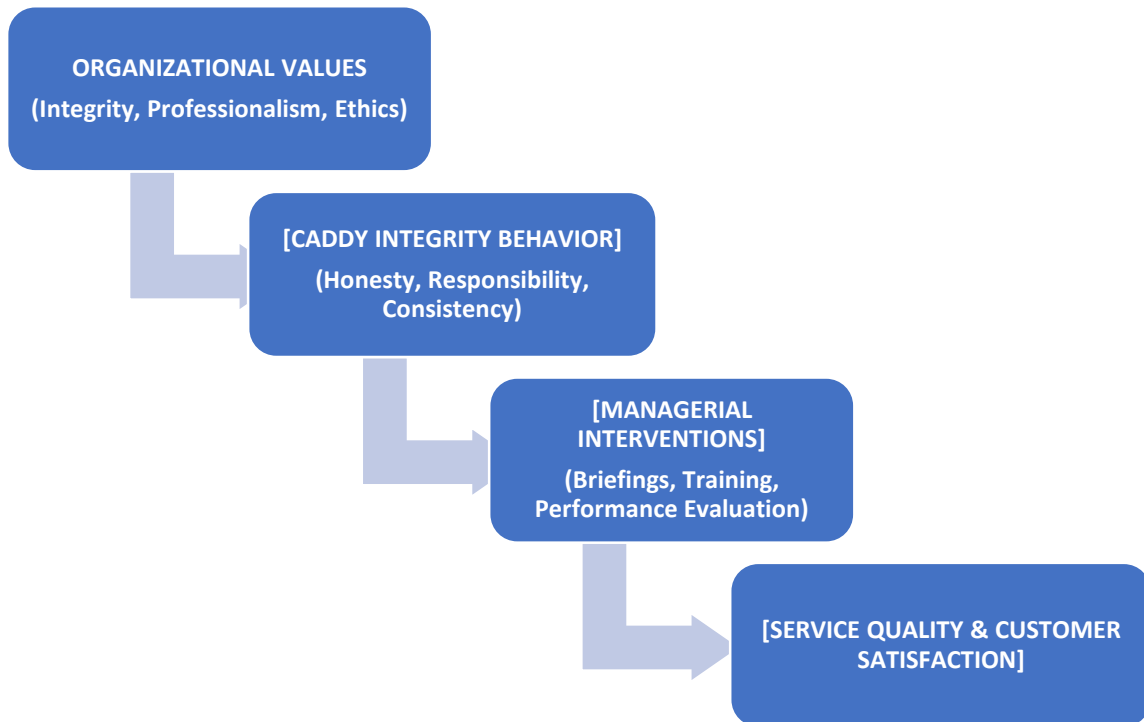 ORGANIZATIONAL VALUES
(Integrity, Professionalism, Ethics)
[CADDY INTEGRITY BEHAVIOR]
(Honesty, Responsibility,
Consistency)
[MANAGERIAL
INTERVENTIONS]
(Briefings, Training,
Performance Evaluation)
[SERVICE QUALITY & CUSTOMER
SATISFACTION]